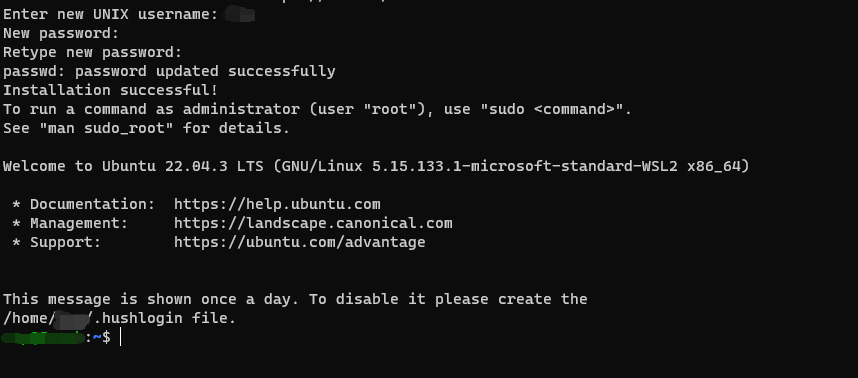 Enter new UNIX username:
New password:
Retype new password:
passwd: password updated successfully
Installation successful!
To run a command as administrator (user "root"), use "sudo <command>".
See "man sudo_root" for details.
Welcome to Ubuntu 22.04.3 LTS (GNU/Linux 5.15.133.1-microsoft-standard-WSL2 x86_64)
* Documentation:  https://help.ubuntu.com
* Management:     https://landscape.canonical.com
* Support:        https://ubuntu.com/advantage
This message is shown once a day. To disable it please create the
/home/ /.hushlogin file.
:~$